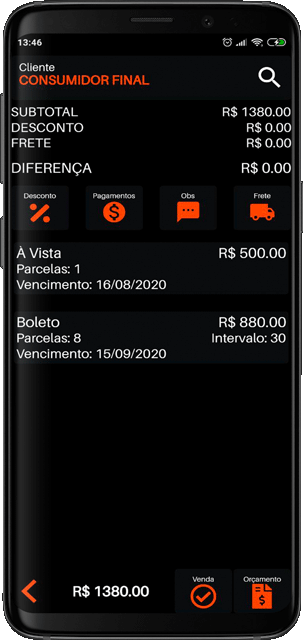 13:46
Cliente
CONSUMIDOR FINAL
SUBTOTAL R$ 1380.00
DESCONTO R$ 0.00
FRETE R$ 0.00
DIFERENÇA R$ 0.00
Desconto Pagamentos Obs Frete
À Vista R$ 500.00
Parcelas: 1
Vencimento: 16/08/2020
Boleto R$ 880.00
Parcelas: 8 Intervalo: 30
Vencimento: 15/09/2020
R$ 1380.00 Venda Orçamento